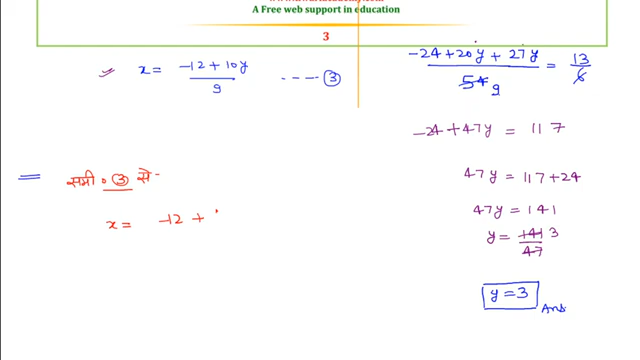 A Free web support in education
3
x = -12+10y / 9 ---- ③
-24+20y+27y / 54 9 = 13 / 6
-24+47y = 117
47y = 117+24
47y = 141
y = 141 3 / 47
y=3 Ans
समी० ③ से-
x = -12 +